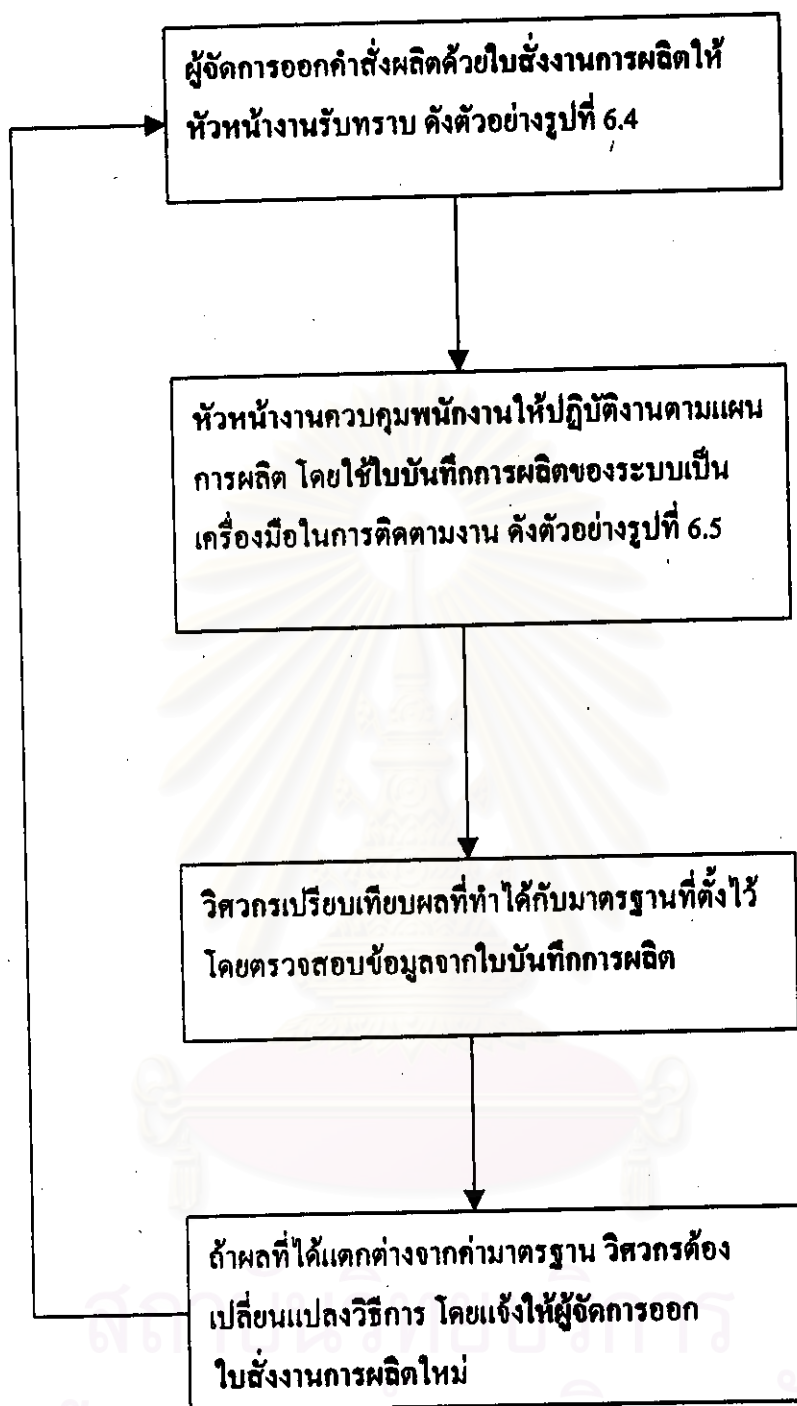 ผู้จัดการออกคำสั่งผลิตด้วยใบสั่งงานการผลิตให้
หัวหน้างานรับทราบ ดังตัวอย่างรูปที่ 6.4
หัวหน้างานควบคุมพนักงานให้ปฏิบัติงานตามแผน
การผลิต โดยใช้ใบบันทึกการผลิตของระบบเป็น
เครื่องมือในการติดตามงาน ดังตัวอย่างรูปที่ 6.5
วิศวกรเปรียบเทียบผลที่ทำได้กับมาตรฐานที่ตั้งไว้
โดยตรวจสอบข้อมูลจากใบบันทึกการผลิต
ถ้าผลที่ได้แตกต่างจากค่ามาตรฐาน วิศวกรต้อง
เปลี่ยนแปลงวิธีการ โดยแจ้งให้ผู้จัดการออก
ใบสั่งงานการผลิตใหม่
สถาบันวิทยบริการ